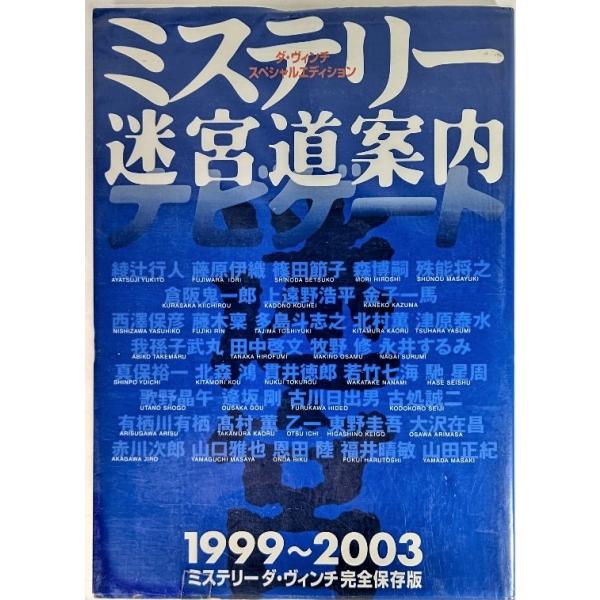 ミステリー
ダ・ヴィンチ
スペシャルエディション
迷宮道案内
ナビゲート
綾辻行人 藤原伊織 篠田節子 森博嗣 殊能将之
AYATSUJI YUKITO FUJIWARA IORI SHINODA SETSUKO MORI HIROSHI SHUNOU MASAYUKI
倉阪鬼一郎 上遠野浩平 金子一馬
KURASAKA KIICHIROU KADONO KOUHEI KANEKO KAZUMA
西澤保彦 藤木稟 多島斗志之 北村薫 津原泰水
NISHIZAWA YASUHIKO FUJIKI RIN TAJIMA TOSHIYUKI KITAMURA KAORU TSUHARA YASUMI
我孫子武丸 田中啓文 牧野修 永井するみ
ABIKO TAKEMARU TANAKA HIROFUMI MAKINO OSAMU NAGAI SURUMI
真保裕一 北森鴻 貫井徳郎 若竹七海 馳星周
SHINPO YUICHI KITAMORI KOU NUKUI TOKUROU WAKATAKE NANAMI HASE SEISHU
歌野晶午 逢坂剛 古川日出男 古処誠二
UTANO SHOGO OUSAKA GOU FURUKAWA HIDEO KODOKORO SEIJI
有栖川有栖 高村薫 乙一 東野圭吾 大沢在昌
ARISUGAWA ARISU TAKAMURA KAORU OTSU ICHI HIGASHINO KEIGO OSAWA ARIMASA
赤川次郎 山口雅也 恩田陸 福井晴敏 山田正紀
AKAGAWA JIRO YAMAGUCHI MASAYA ONDA RIKU FUKUI HARUTOSHI YAMADA MASAKI
1999~2003
「ミステリー ダ・ヴィンチ 完全保存版